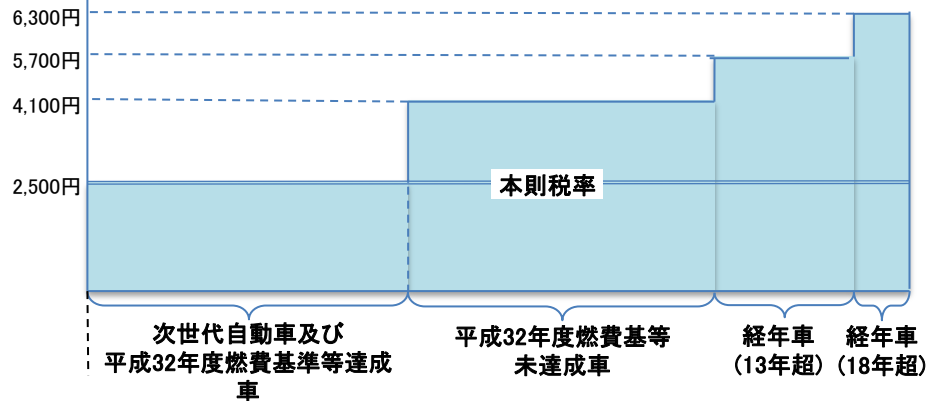 6,300円
5,700円
4,100円
2,500円
本則税率
次世代自動車及び
平成32年度燃費基準等達成
車
平成32年度燃費基等
未達成車
経年車
(13年超)
経年車
(18年超)